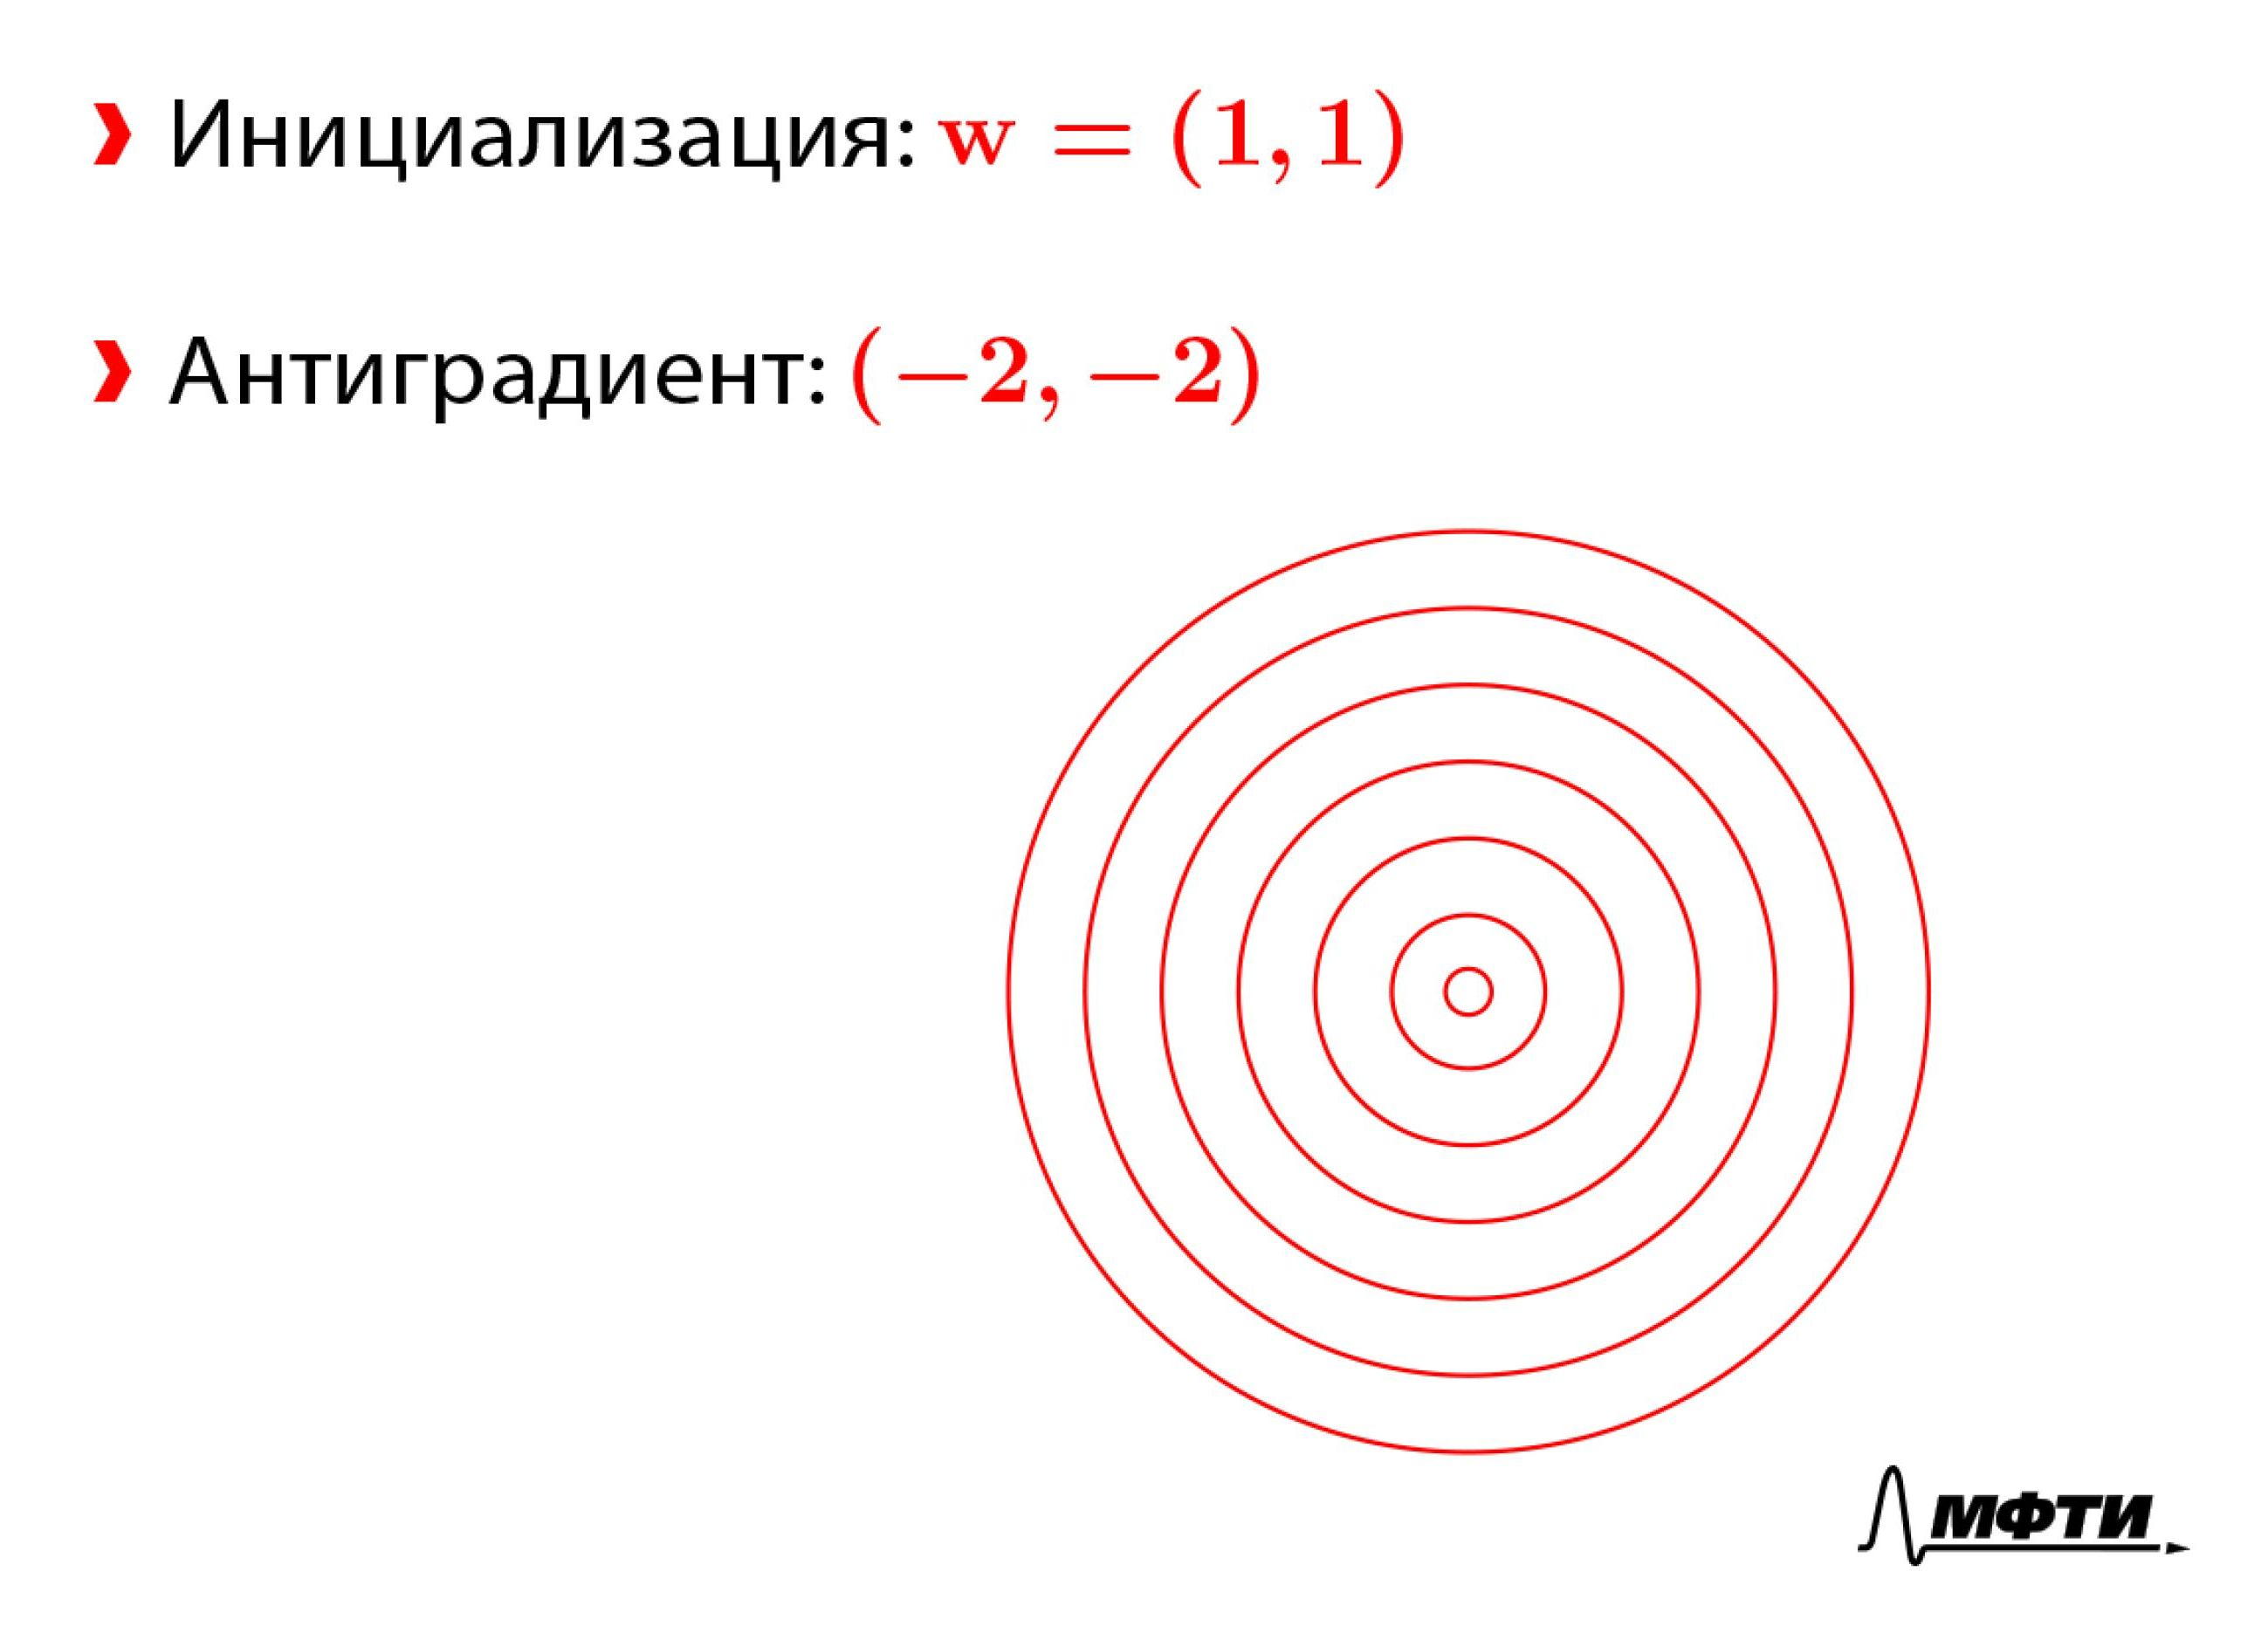 Инициализация: w = (1, 1)
Антиградиент: (−2, −2)
МФТИ